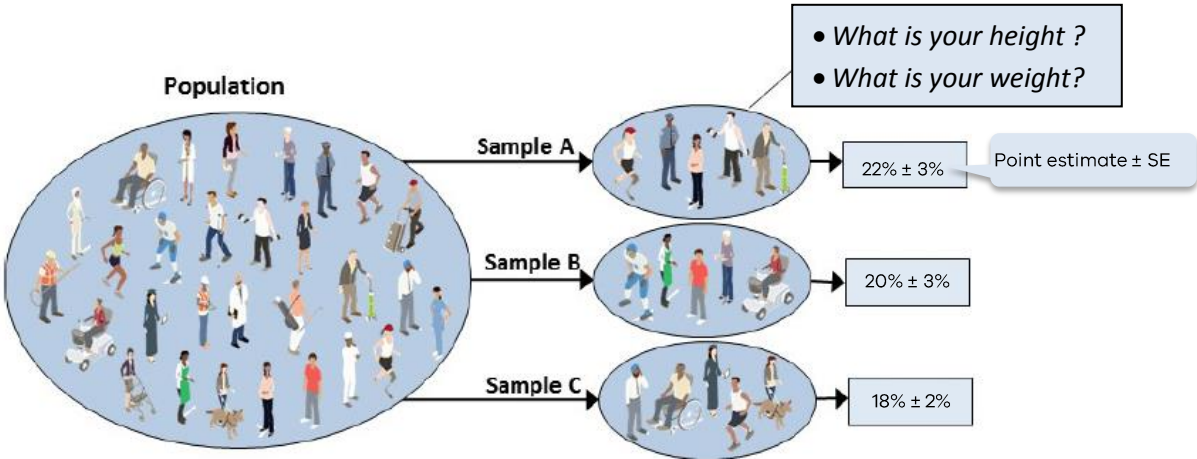 • What is your height ?
• What is your weight?
Population
Sample A
22% ± 3%
Point estimate ± SE
Sample B
20% ± 3%
Sample C
18% ± 2%